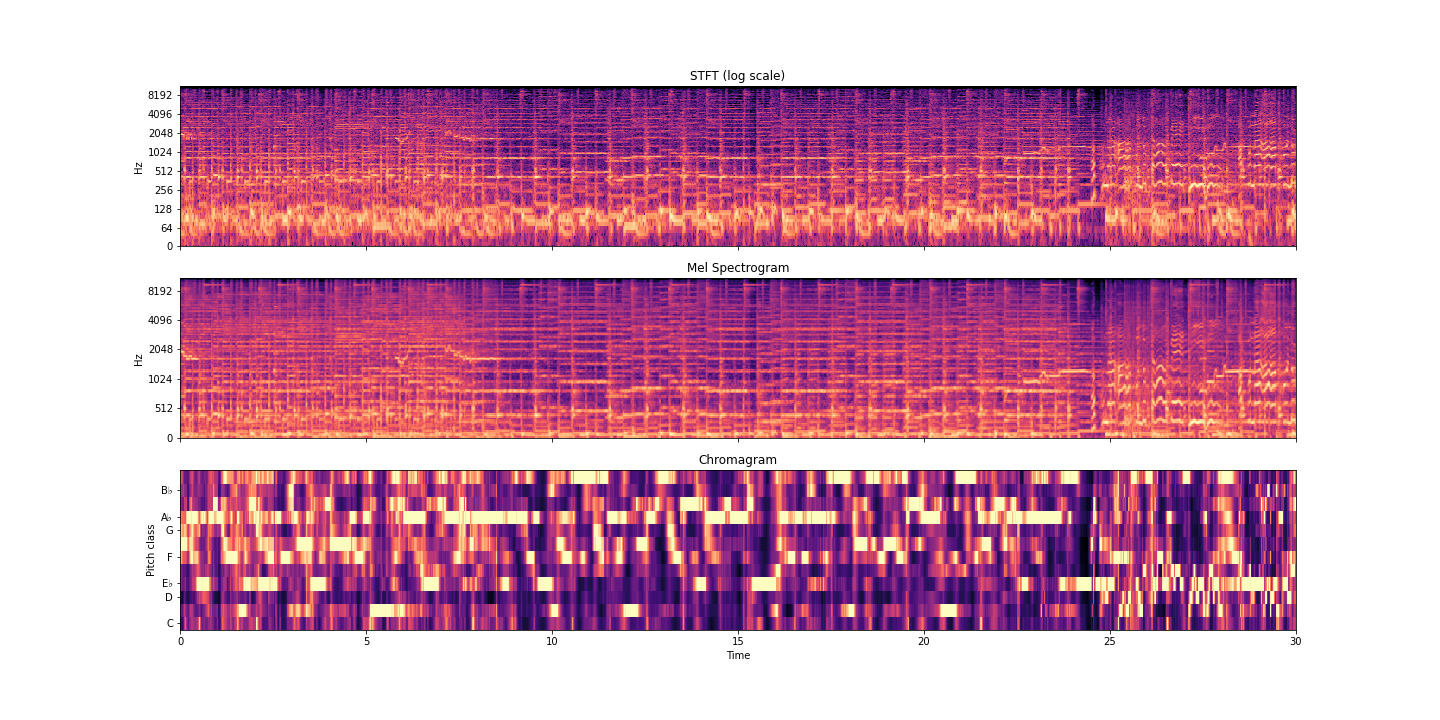 STFT (log scale)
8192
4096
2048
1024
512
256
128
64
0
Hz
Mel Spectrogram
8192
4096
2048
1024
512
0
Hz
Chromagram
B♭
A♭
G
F
E♭
D
C
Pitch class
0 5 10 15 20 25 30
Time